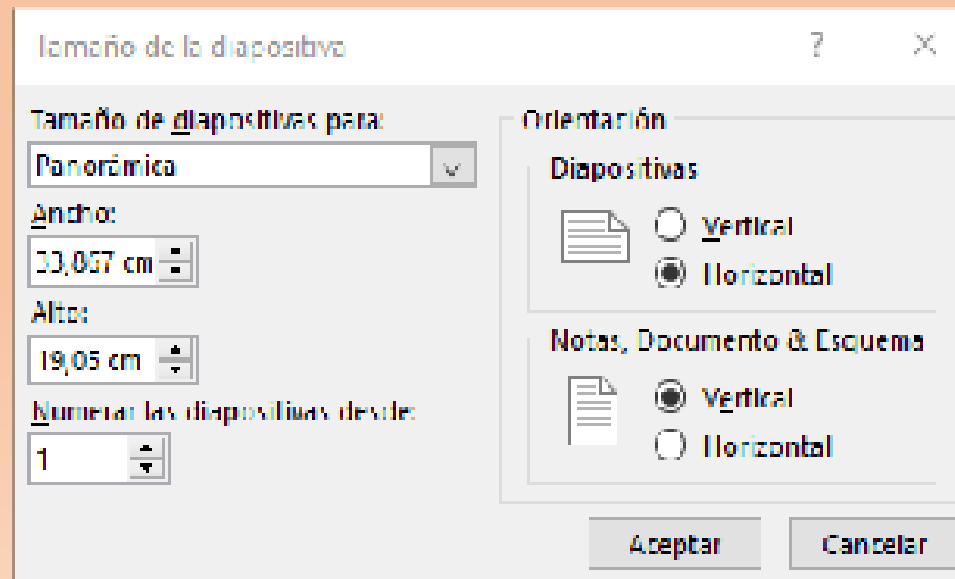 Tamaño de la diapositiva
?
Tamaño de diapositivas para:
Panorámica
Ancho:
33,867 cm
Alto:
19,05 cm
Numerar las diapositivas desde:
1
Orientación
Diapositivas
Vertical
Horizontal
Notas, Documento & Esquema
Vertical
Horizontal
Aceptar
Cancelar